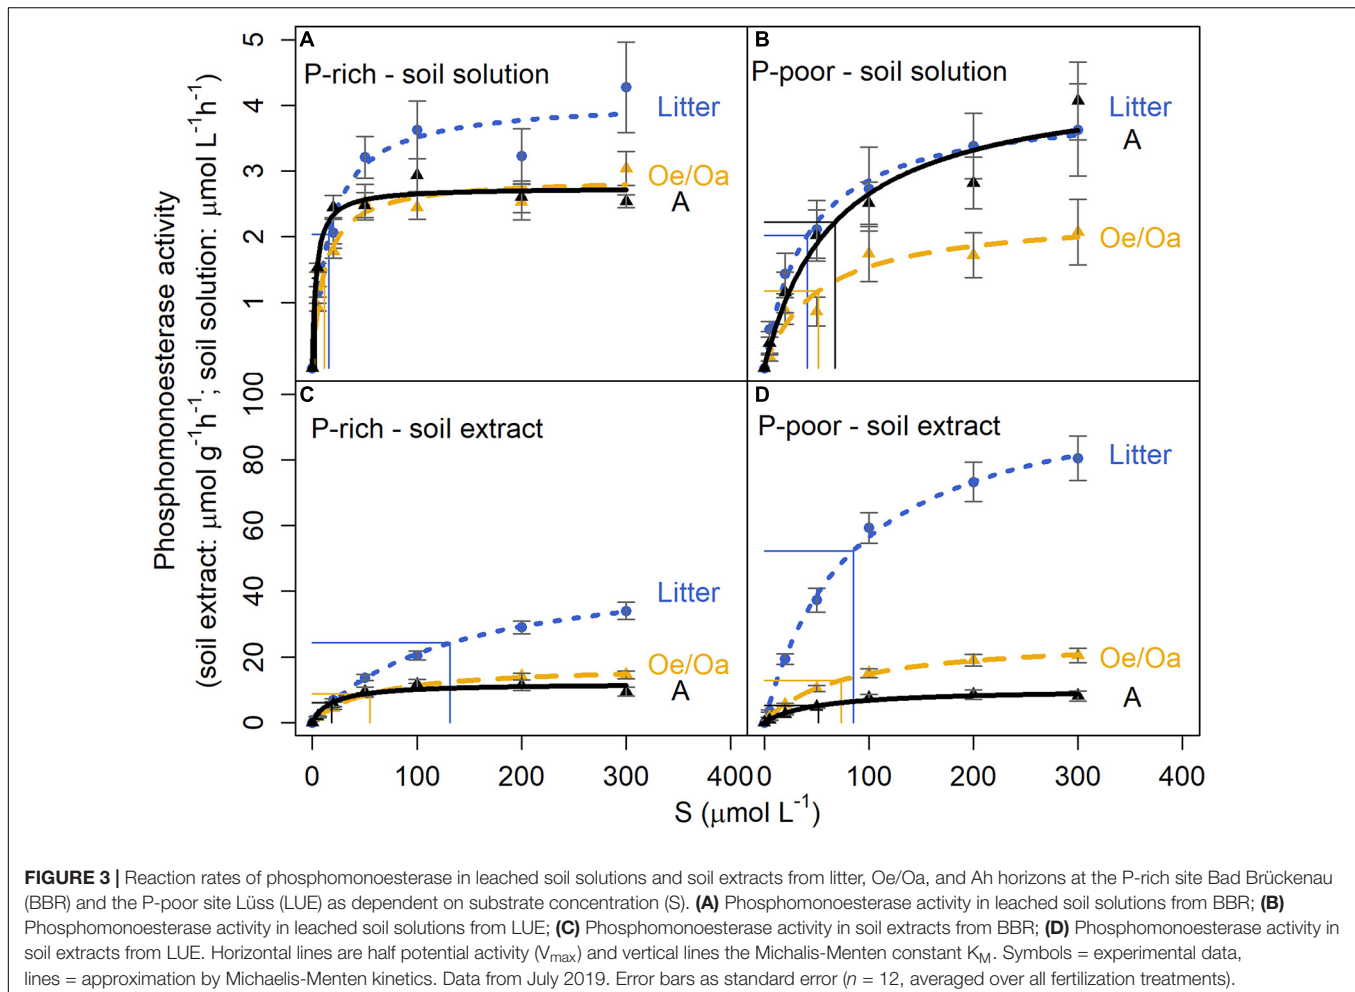 Phosphomonoesterase activity
(soil extract: μmol g⁻¹h⁻¹; soil solution: μmol L⁻¹h⁻¹)
A
P-rich - soil solution
5
4
3
2
1
Litter
Oe/Oa
A
B
P-poor - soil solution
Litter
A
Oe/Oa
C
P-rich - soil extract
100
80
60
40
20
0
Litter
Oe/Oa
A
D
P-poor - soil extract
Litter
Oe/Oa
A
0 100 200 300 400
0 100 200 300 400
S (μmol L⁻¹)
FIGURE 3 | Reaction rates of phosphomonoesterase in leached soil solutions and soil extracts from litter, Oe/Oa, and Ah horizons at the P-rich site Bad Brückenau
(BBR) and the P-poor site Lüss (LUE) as dependent on substrate concentration (S). (A) Phosphomonoesterase activity in leached soil solutions from BBR; (B)
Phosphomonoesterase activity in leached soil solutions from LUE; (C) Phosphomonoesterase activity in soil extracts from BBR; (D) Phosphomonoesterase activity in
soil extracts from LUE. Horizontal lines are half potential activity (Vmax) and vertical lines the Michalis-Menten constant KM. Symbols = experimental data,
lines = approximation by Michaelis-Menten kinetics. Data from July 2019. Error bars as standard error (n = 12, averaged over all fertilization treatments).